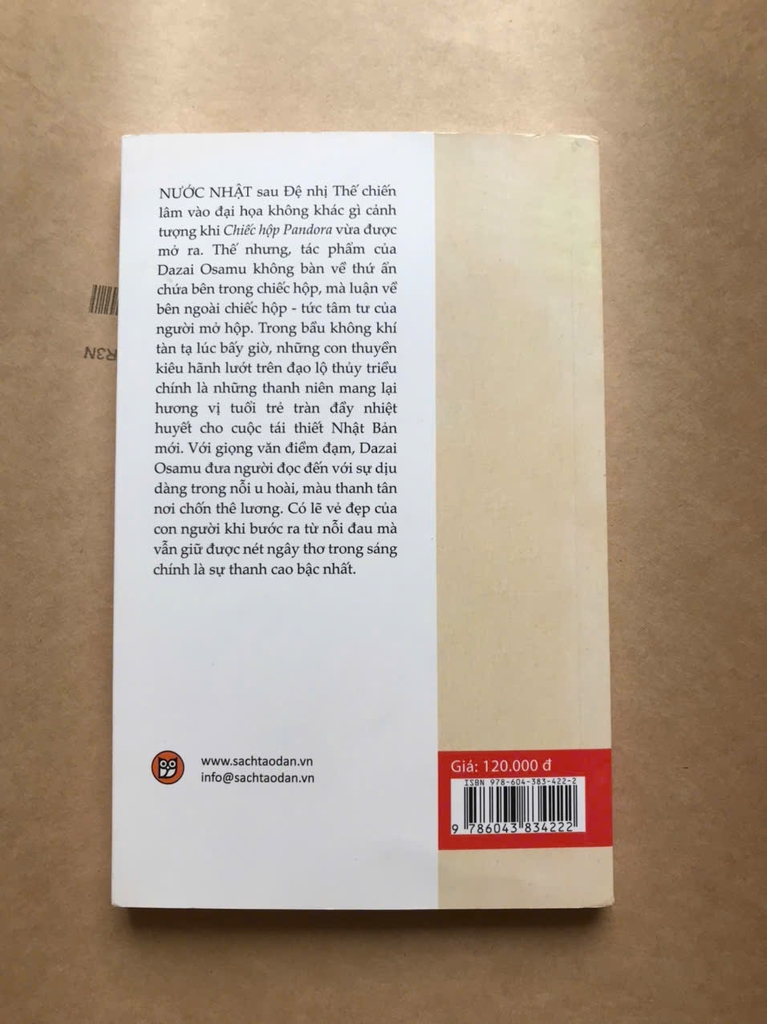 NƯỚC NHẬT sau Đệ nhị Thế chiến
lâm vào đại họa không khác gì cảnh
tượng khi Chiếc hộp Pandora vừa được
mở ra. Thế nhưng, tác phẩm của
Dazai Osamu không bàn về thứ ẩn
chứa bên trong chiếc hộp, mà luận về
bên ngoài chiếc hộp - tức tâm tư của
người mở hộp. Trong bầu không khí
tàn tạ lúc bấy giờ, những con thuyền
kiêu hãnh lướt trên đạo lộ thủy triều
chính là những thanh niên mang lại
hương vị tuổi trẻ tràn đầy nhiệt
huyết cho cuộc tái thiết Nhật Bản
mới. Với giọng văn điềm đạm, Dazai
Osamu đưa người đọc đến với sự dịu
dàng trong nỗi u hoài, màu thanh tân
nơi chốn thê lương. Có lẽ vẻ đẹp của
con người khi bước ra từ nỗi đau mà
vẫn giữ được nét ngây thơ trong sáng
chính là sự thanh cao bậc nhất.
www.sachtaodan.vn
info@sachtaodan.vn
Giá: 120.000 đ
ISBN 978-604-383-422-2
9 786043 834222